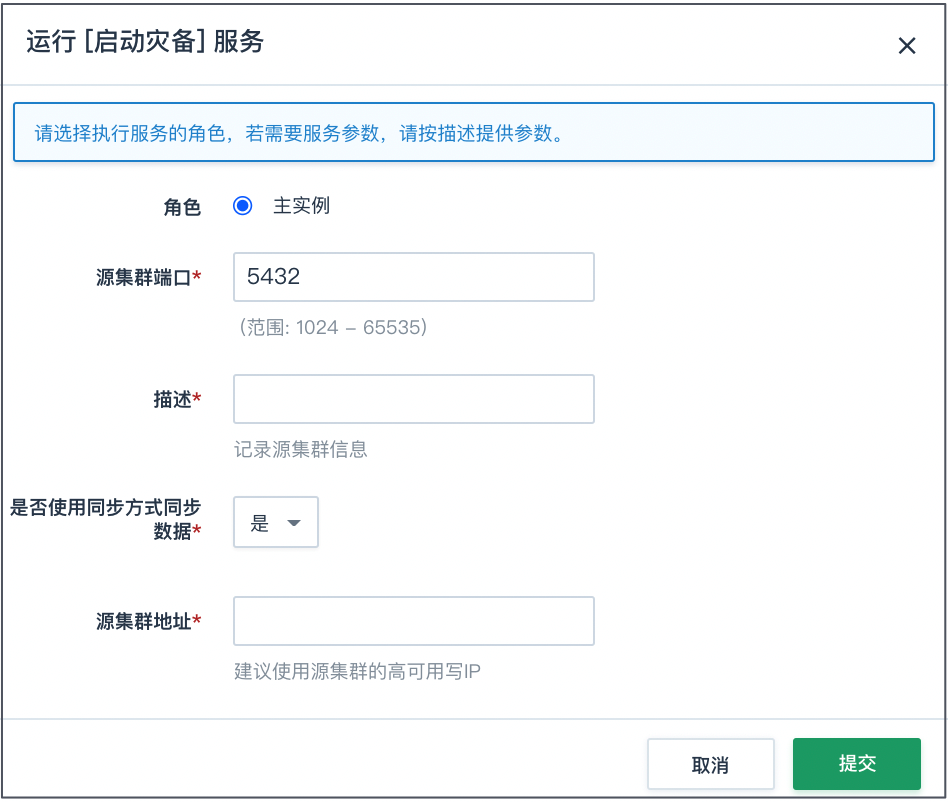 运行 [启动灾备] 服务
请选择执行服务的角色，若需要服务参数，请按描述提供参数。
角色 主实例
源集群端口* 5432
(范围: 1024 – 65535)
描述*
记录源集群信息
是否使用同步方式同步
数据* 是
源集群地址*
建议使用源集群的高可用写IP
取消 提交